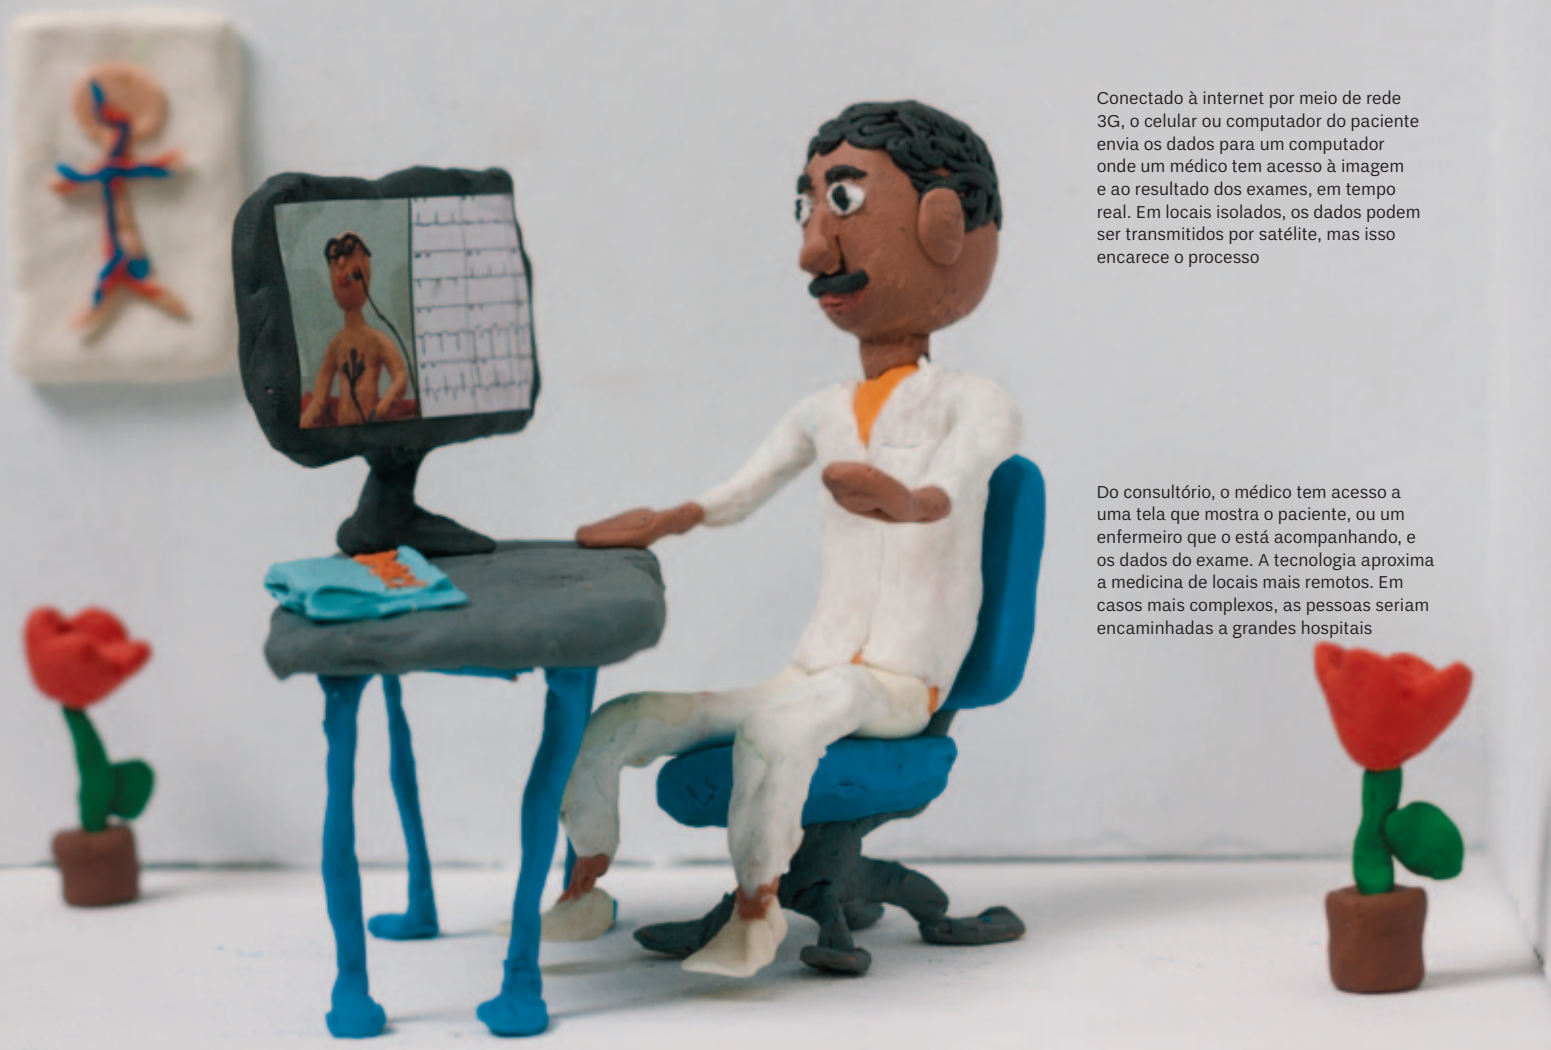 Conectado à internet por meio de rede
3G, o celular ou computador do paciente
envia os dados para um computador
onde um médico tem acesso à imagem
e ao resultado dos exames, em tempo
real. Em locais isolados, os dados podem
ser transmitidos por satélite, mas isso
encarece o processo
Do consultório, o médico tem acesso a
uma tela que mostra o paciente, ou um
enfermeiro que o está acompanhando, e
os dados do exame. A tecnologia aproxima
a medicina de locais mais remotos. Em
casos mais complexos, as pessoas seriam
encaminhadas a grandes hospitais